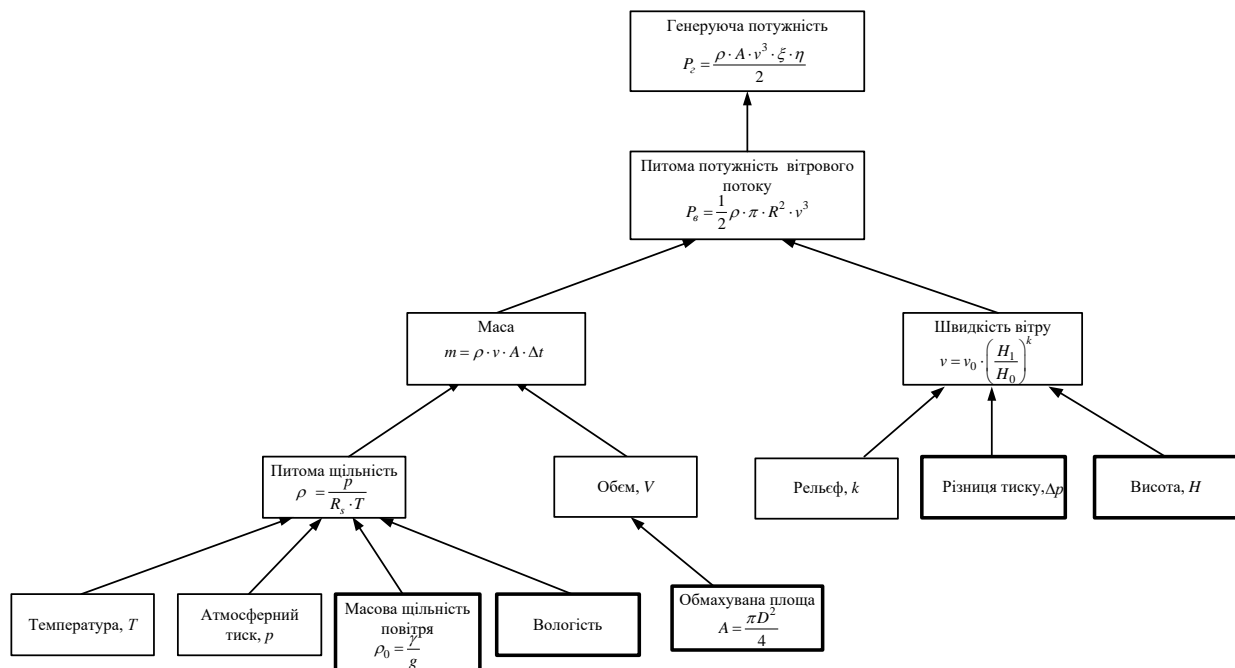 Генеруюча потужність
P_г = ρ · A · v³ · ξ · η / 2
Питома потужність вітрового
потоку
P_в = 1/2 ρ · π · R² · v³
Маса
m = ρ · v · A · Δt
Швидкість вітру
v = v₀ · (H₁ / H₀)^k
Питома щільність
ρ = p / R_s · T
Обєм, V
Рельєф, k
Різниця тиску, Δp
Висота, H
Температура, T
Атмосферний
тиск, p
Масова щільність
повітря
ρ₀ = γ / g
Вологість
Обмахувана площа
A = πD² / 4